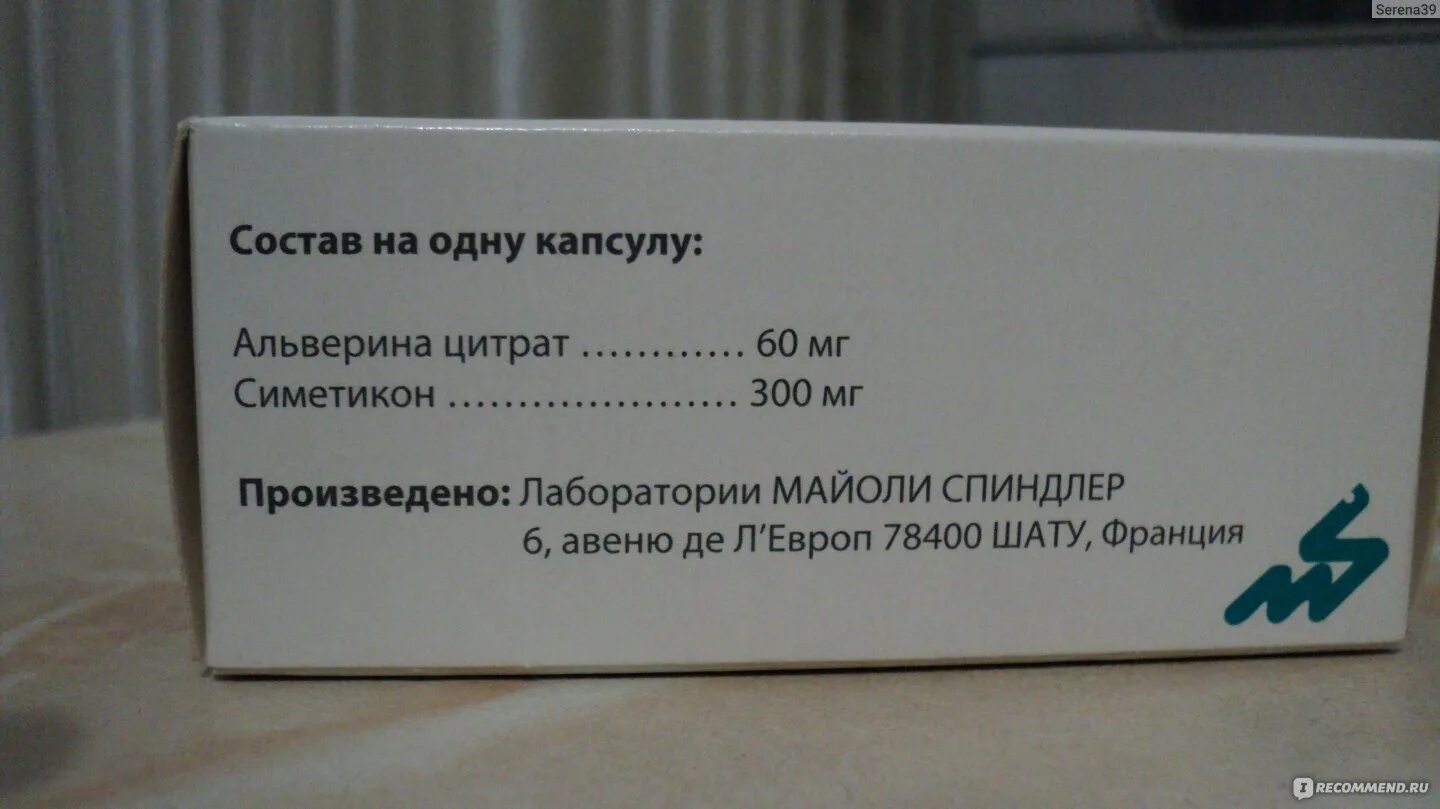 Serena39
Состав на одну капсулу:
Альверина цитрат ............ 60 мг
Симетикон ..................... 300 мг
Произведено: Лаборатории МАЙОЛИ СПИНДЛЕР
6, авеню де Л’Европ 78400 ШАТУ, Франция
I RECOMMEND.RU